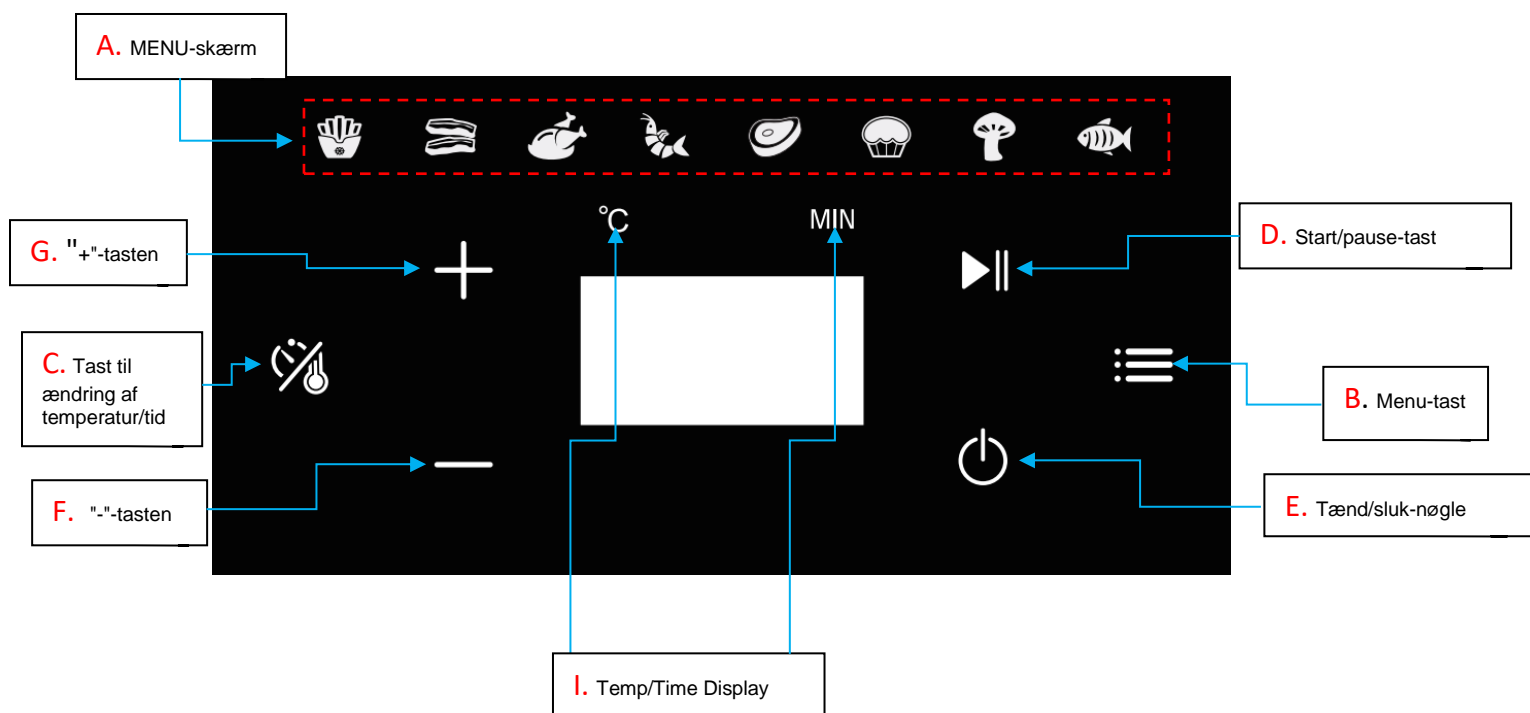 A. MENU-skærm
°C
MIN
G. "+"-tasten
D. Start/pause-tast
C. Tast til
ændring af
temperatur/tid
B. Menu-tast
F. "-"-tasten
E. Tænd/sluk-nøgle
I. Temp/Time Display